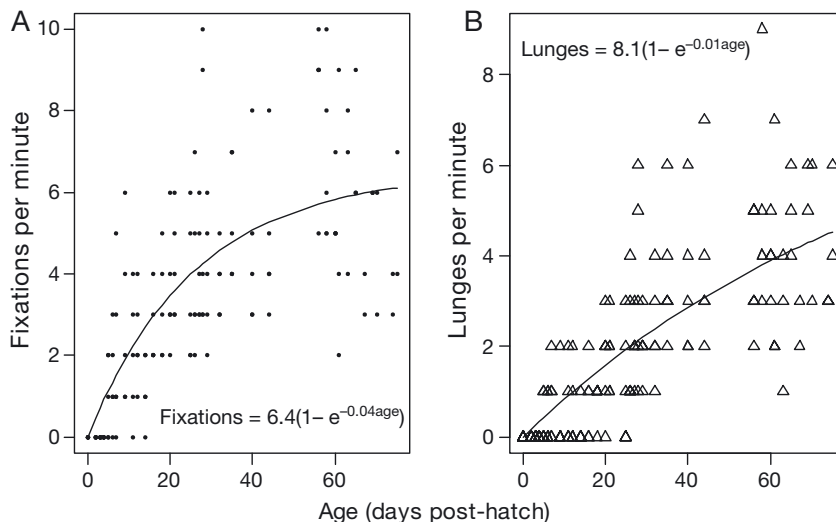 A
Fixations per minute
10
8
6
4
2
0
Fixations = 6.4(1– e^–0.04age)
0 20 40 60
B
Lunges per minute
8
6
4
2
0
Lunges = 8.1(1– e^–0.01age)
0 20 40 60
Age (days post-hatch)